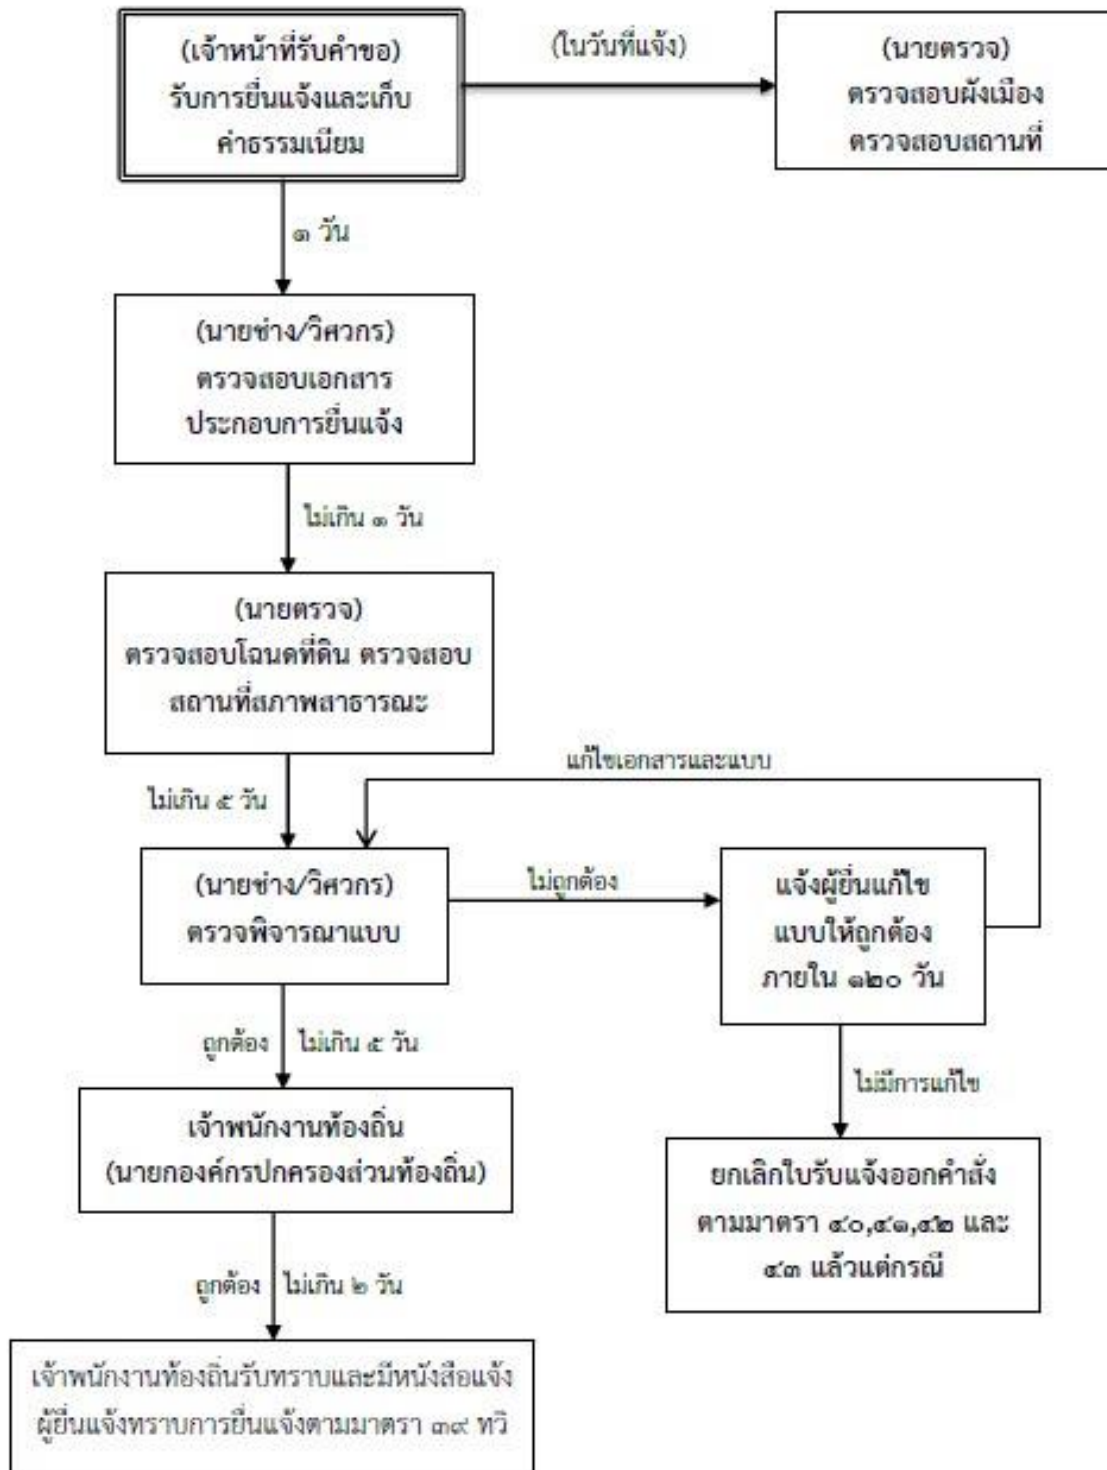 (เจ้าหน้าที่รับคำขอ)
รับการยื่นแจ้งและเก็บ
ค่าธรรมเนียม
(ในวันที่แจ้ง)
(นายตรวจ)
ตรวจสอบผังเมือง
ตรวจสอบสถานที่
๑ วัน
(นายช่าง/วิศวกร)
ตรวจสอบเอกสาร
ประกอบการยื่นแจ้ง
ไม่เกิน ๑ วัน
(นายตรวจ)
ตรวจสอบโฉนดที่ดิน ตรวจสอบ
สถานที่สภาพสาธารณะ
แก้ไขเอกสารและแบบ
ไม่เกิน ๕ วัน
(นายช่าง/วิศวกร)
ตรวจพิจารณาแบบ
ไม่ถูกต้อง
แจ้งผู้ยื่นแก้ไข
แบบให้ถูกต้อง
ภายใน ๑๒๐ วัน
ถูกต้อง ไม่เกิน ๕ วัน
ไม่มีการแก้ไข
เจ้าพนักงานท้องถิ่น
(นายกองค์กรปกครองส่วนท้องถิ่น)
ยกเลิกใบรับแจ้งออกคำสั่ง
ตามมาตรา ๔๐,๔๑,๔๒ และ
๔๓ แล้วแต่กรณี
ถูกต้อง ไม่เกิน ๒ วัน
เจ้าพนักงานท้องถิ่นรับทราบและมีหนังสือแจ้ง
ผู้ยื่นแจ้งทราบการยื่นแจ้งตามมาตรา ๓๙ ทวิ